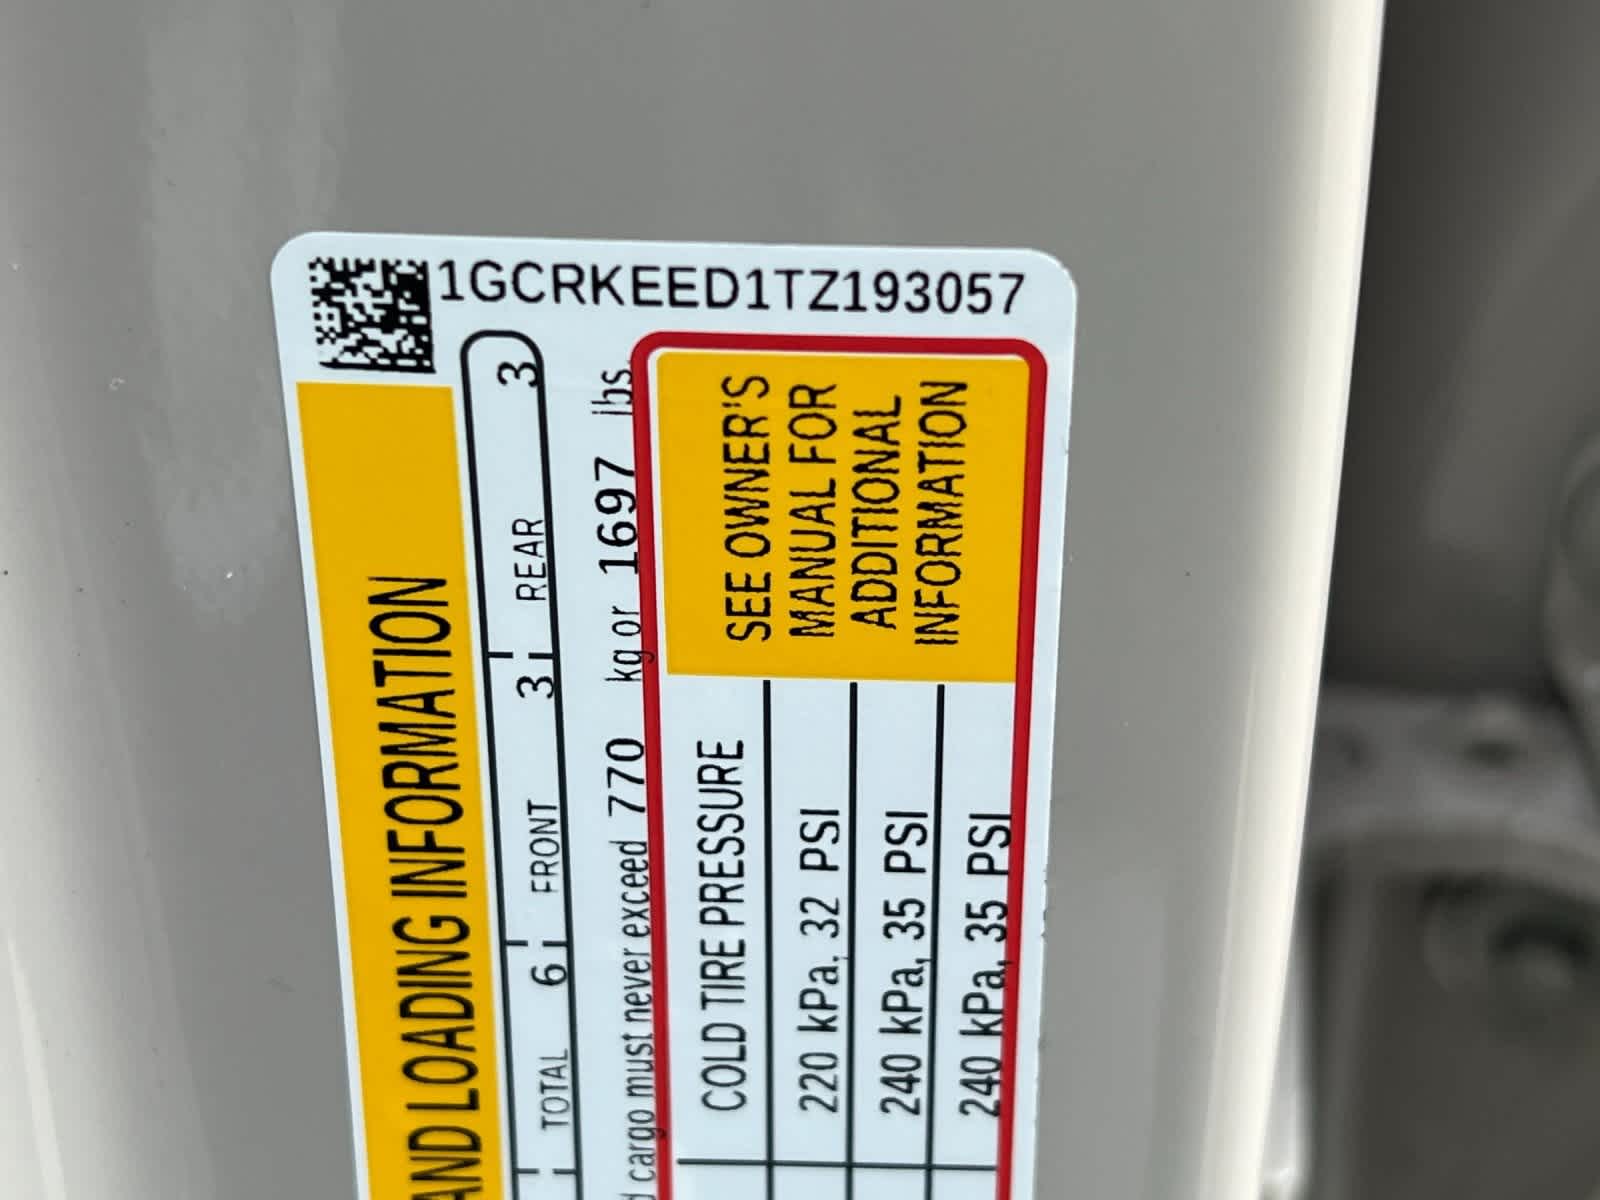 1GCRKEED1TZ193057
AND LOADING INFORMATION
TOTAL 6 FRONT 3 REAR 3
cargo must never exceed 770 kg or 1697 lbs.
COLD TIRE PRESSURE
220 kPa, 32 PSI
240 kPa, 35 PSI
240 kPa, 35 PSI
SEE OWNER'S
MANUAL FOR
ADDITIONAL
INFORMATION